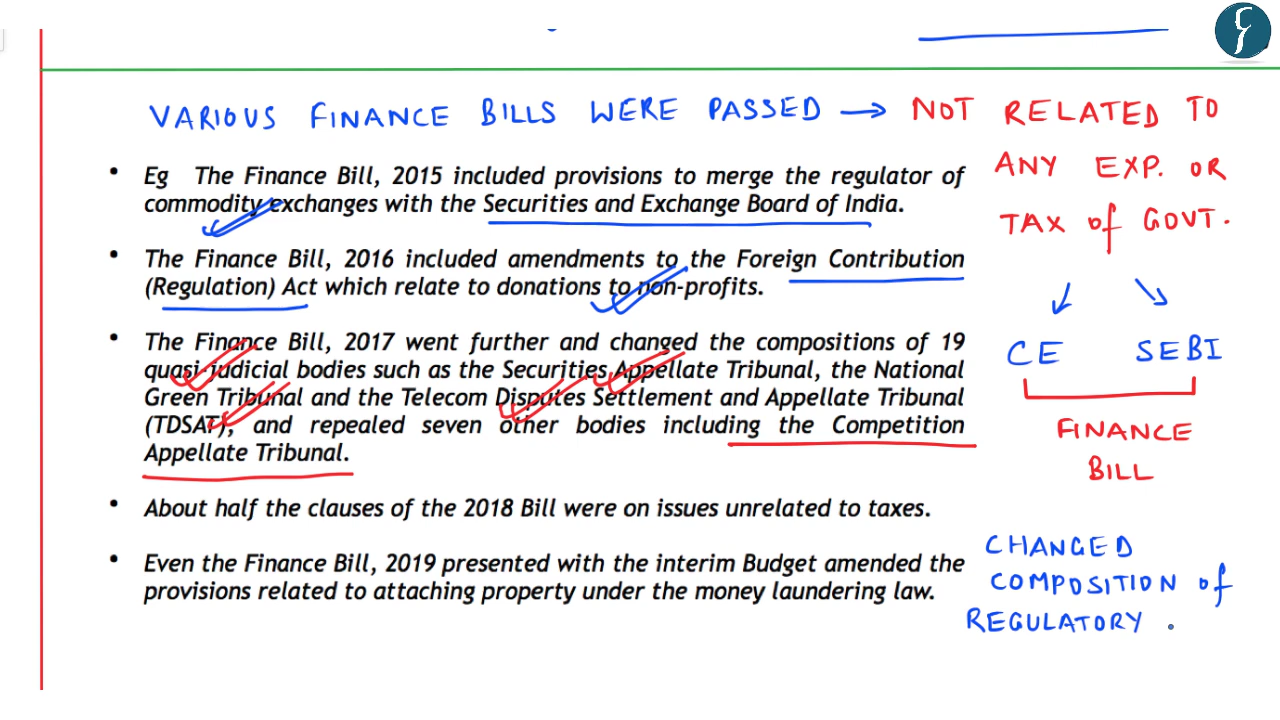 VARIOUS FINANCE BILLS WERE PASSED → NOT RELATED TO
ANY EXP. OR
TAX of GOVT.
• Eg The Finance Bill, 2015 included provisions to merge the regulator of
commodity exchanges with the Securities and Exchange Board of India.
• The Finance Bill, 2016 included amendments to the Foreign Contribution
(Regulation) Act which relate to donations to non-profits.
CE SEBI
FINANCE
BILL
• The Finance Bill, 2017 went further and changed the compositions of 19
quasi-judicial bodies such as the Securities Appellate Tribunal, the National
Green Tribunal and the Telecom Disputes Settlement and Appellate Tribunal
(TDSAT), and repealed seven other bodies including the Competition
Appellate Tribunal.
• About half the clauses of the 2018 Bill were on issues unrelated to taxes.
• Even the Finance Bill, 2019 presented with the interim Budget amended the
provisions related to attaching property under the money laundering law.
CHANGED
COMPOSITION of
REGULATORY